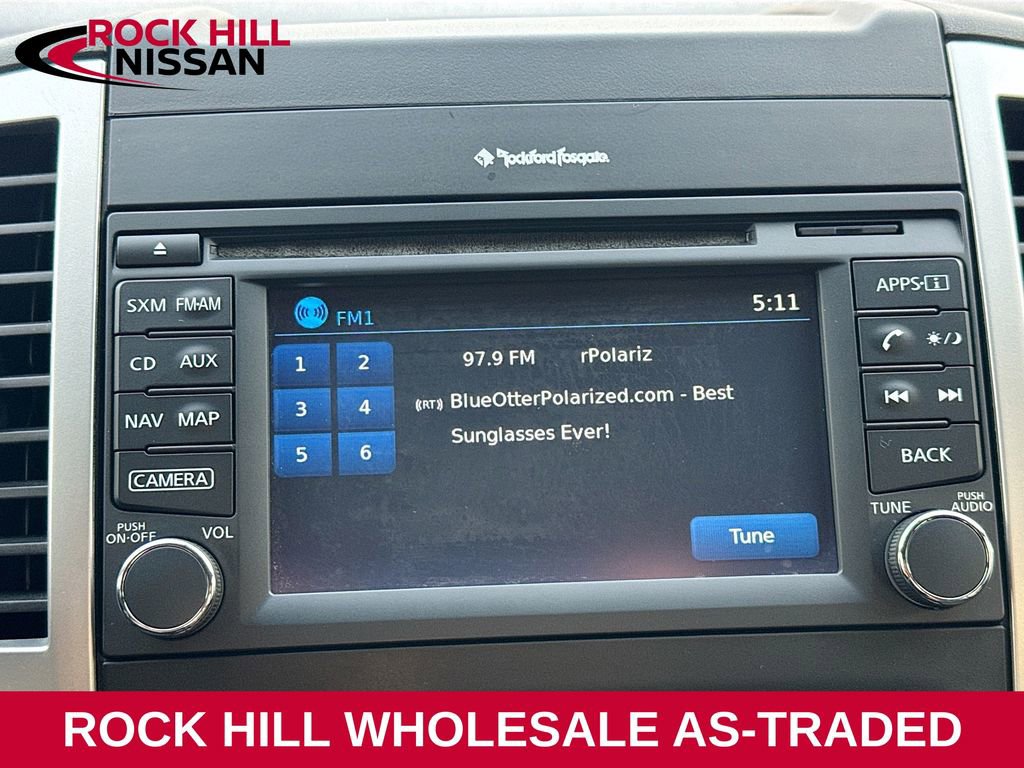 ROCK HILL
NISSAN
Rockford Fosgate
SXM FM·AM
CD AUX
NAV MAP
CAMERA
PUSH
ON·OFF VOL
FM1 5:11
1 2
3 4
5 6
97.9 FM rPolariz
((RT)) BlueOtterPolarized.com - Best
Sunglasses Ever!
Tune
APPS·i
BACK
TUNE PUSH
AUDIO
ROCK HILL WHOLESALE AS-TRADED